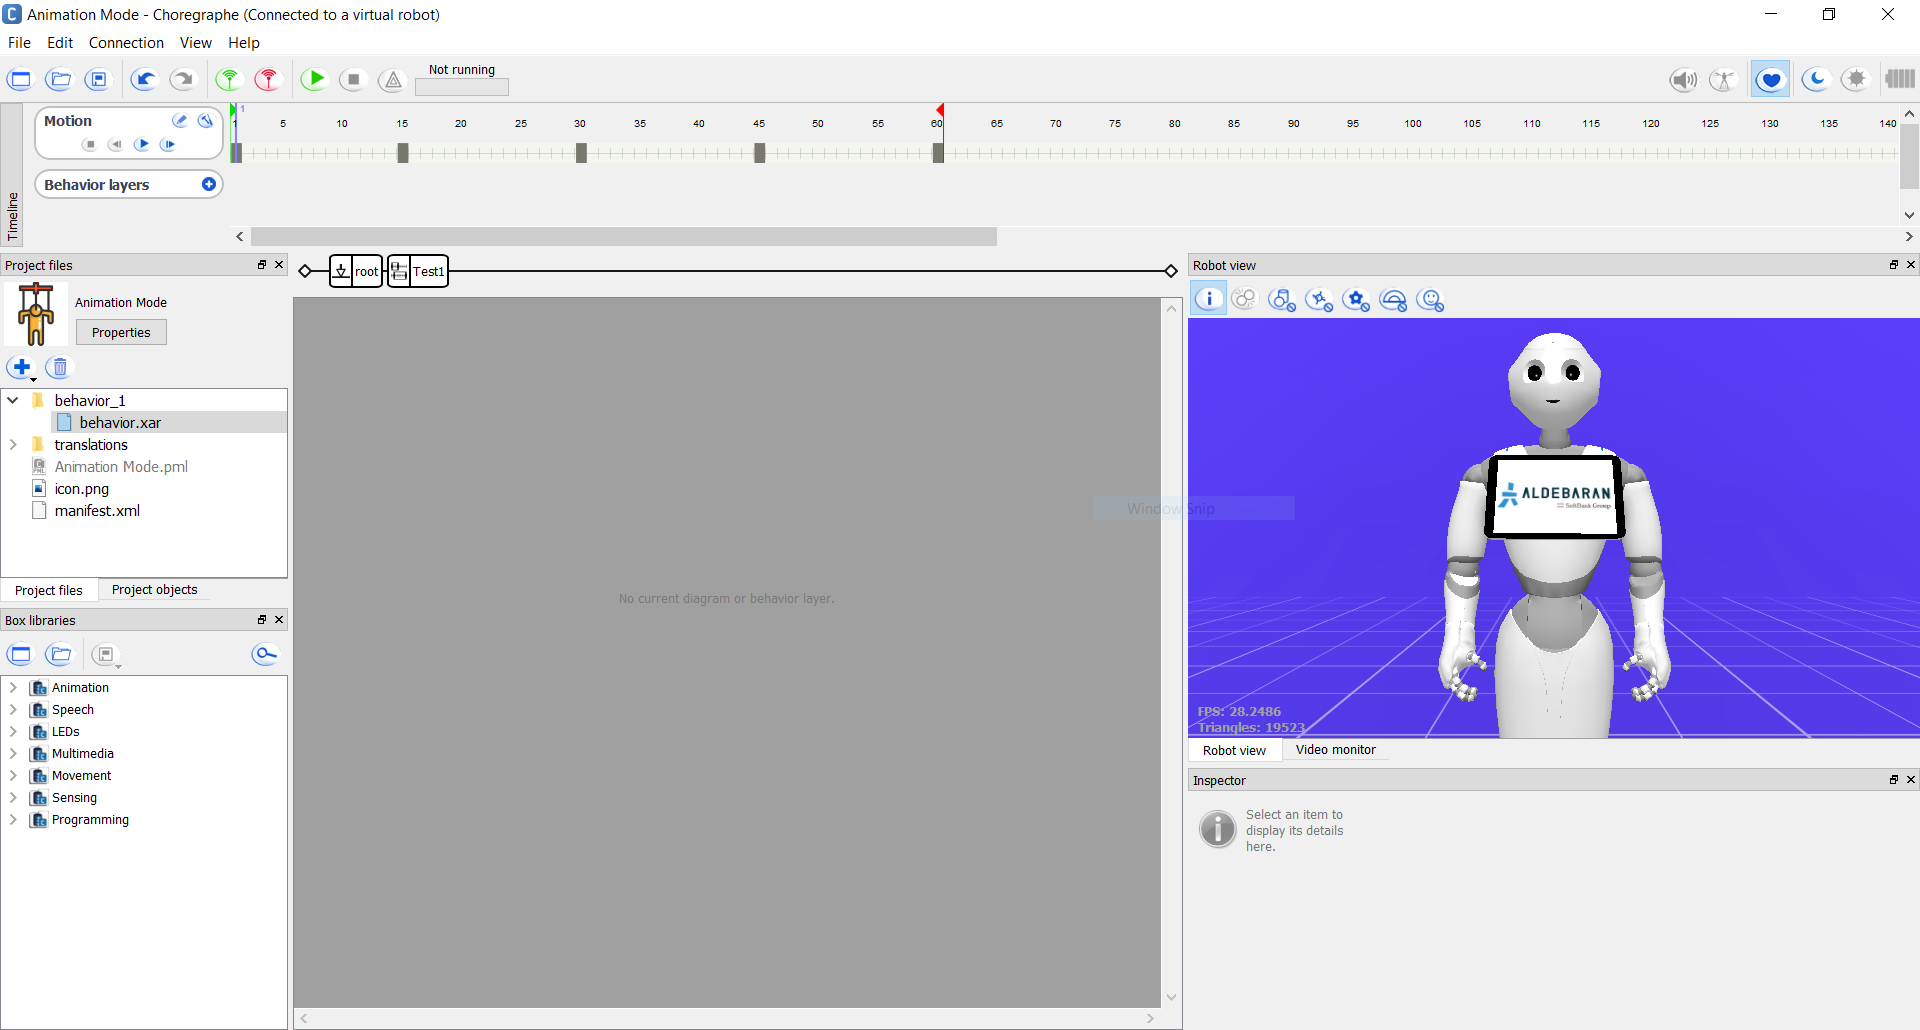 Animation Mode - Choregraphe (Connected to a virtual robot)
File Edit Connection View Help
Not running
Timeline
Motion
1
1 5 10 15 20 25 30 35 40 45 50 55 60 65 70 75 80 85 90 95 100 105 110 115 120 125 130 135 140
Behavior layers
Project files
Animation Mode
Properties
behavior_1
behavior.xar
translations
Animation Mode.pml
icon.png
manifest.xml
Project files Project objects
Box libraries
Animation
Speech
LEDs
Multimedia
Movement
Sensing
Programming
root Test1
No current diagram or behavior layer.
Window Snip
Robot view
ALDEBARAN
SoftBank Group
FPS: 28.2486
Triangles: 19523
Robot view Video monitor
Inspector
Select an item to
display its details
here.